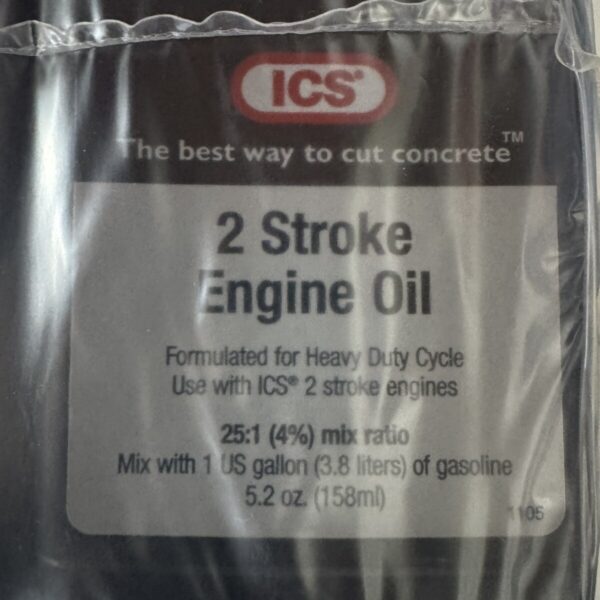 ICS®
The best way to cut concrete™
2 Stroke
Engine Oil
Formulated for Heavy Duty Cycle
Use with ICS® 2 stroke engines
25:1 (4%) mix ratio
Mix with 1 US gallon (3.8 liters) of gasoline
5.2 oz. (158ml)
1105